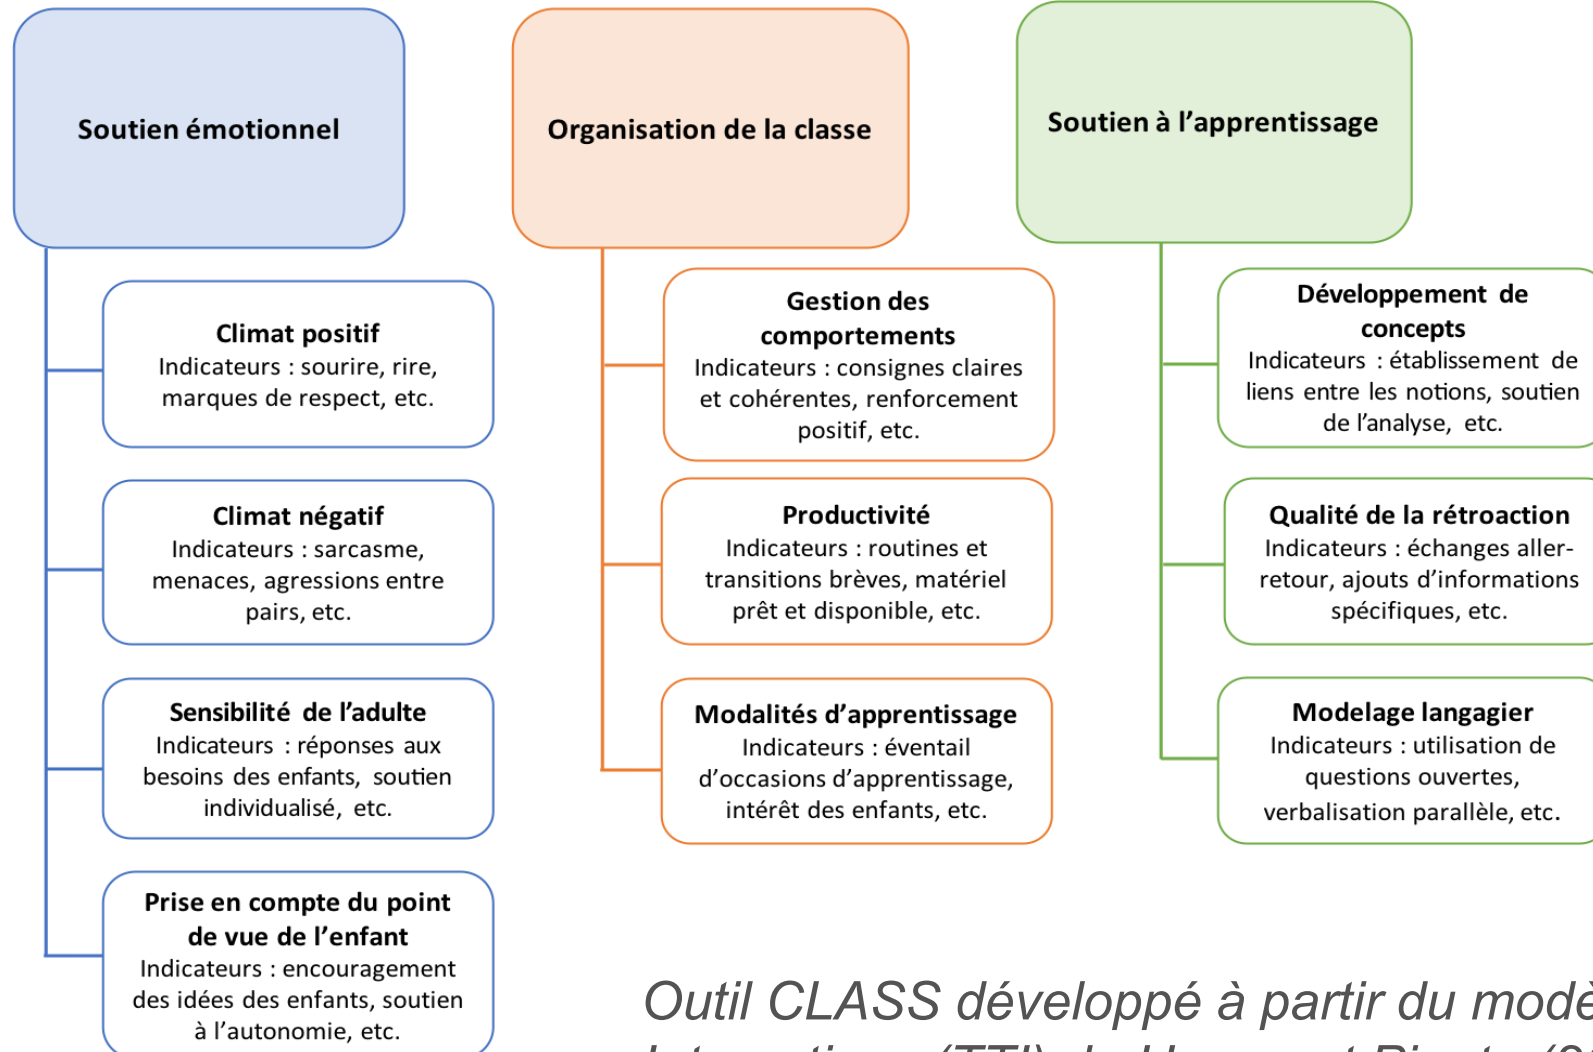 Soutien émotionnel
Climat positif
Indicateurs : sourire, rire,
marques de respect, etc.
Climat négatif
Indicateurs : sarcasme,
menaces, agressions entre
pairs, etc.
Sensibilité de l’adulte
Indicateurs : réponses aux
besoins des enfants, soutien
individualisé, etc.
Prise en compte du point
de vue de l’enfant
Indicateurs : encouragement
des idées des enfants, soutien
à l’autonomie, etc.
Organisation de la classe
Gestion des
comportements
Indicateurs : consignes claires
et cohérentes, renforcement
positif, etc.
Productivité
Indicateurs : routines et
transitions brèves, matériel
prêt et disponible, etc.
Modalités d’apprentissage
Indicateurs : éventail
d’occasions d’apprentissage,
intérêt des enfants, etc.
Soutien à l’apprentissage
Développement de
concepts
Indicateurs : établissement de
liens entre les notions, soutien
de l’analyse, etc.
Qualité de la rétroaction
Indicateurs : échanges aller-
retour, ajouts d’informations
spécifiques, etc.
Modelage langagier
Indicateurs : utilisation de
questions ouvertes,
verbalisation parallèle, etc.
Outil CLASS développé à partir du